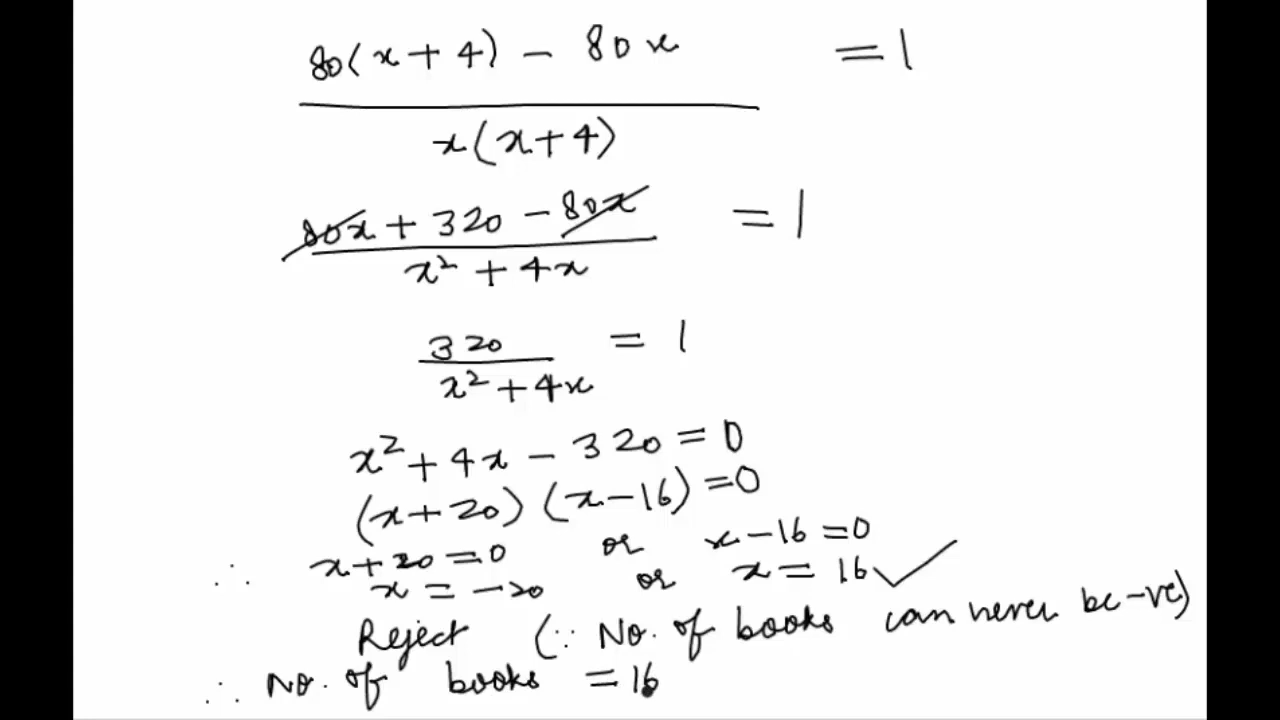 80(x+4) - 80x = 1
x(x+4)
80x + 320 - 80x = 1
x² + 4x
320 = 1
x² + 4x
x² + 4x - 320 = 0
(x+20) (x-16) = 0
∴ x+20 = 0 or x-16 = 0
x = -20 or x = 16 ✓
Reject (∵ No. of books can never be -ve)
∴ No. of books = 16